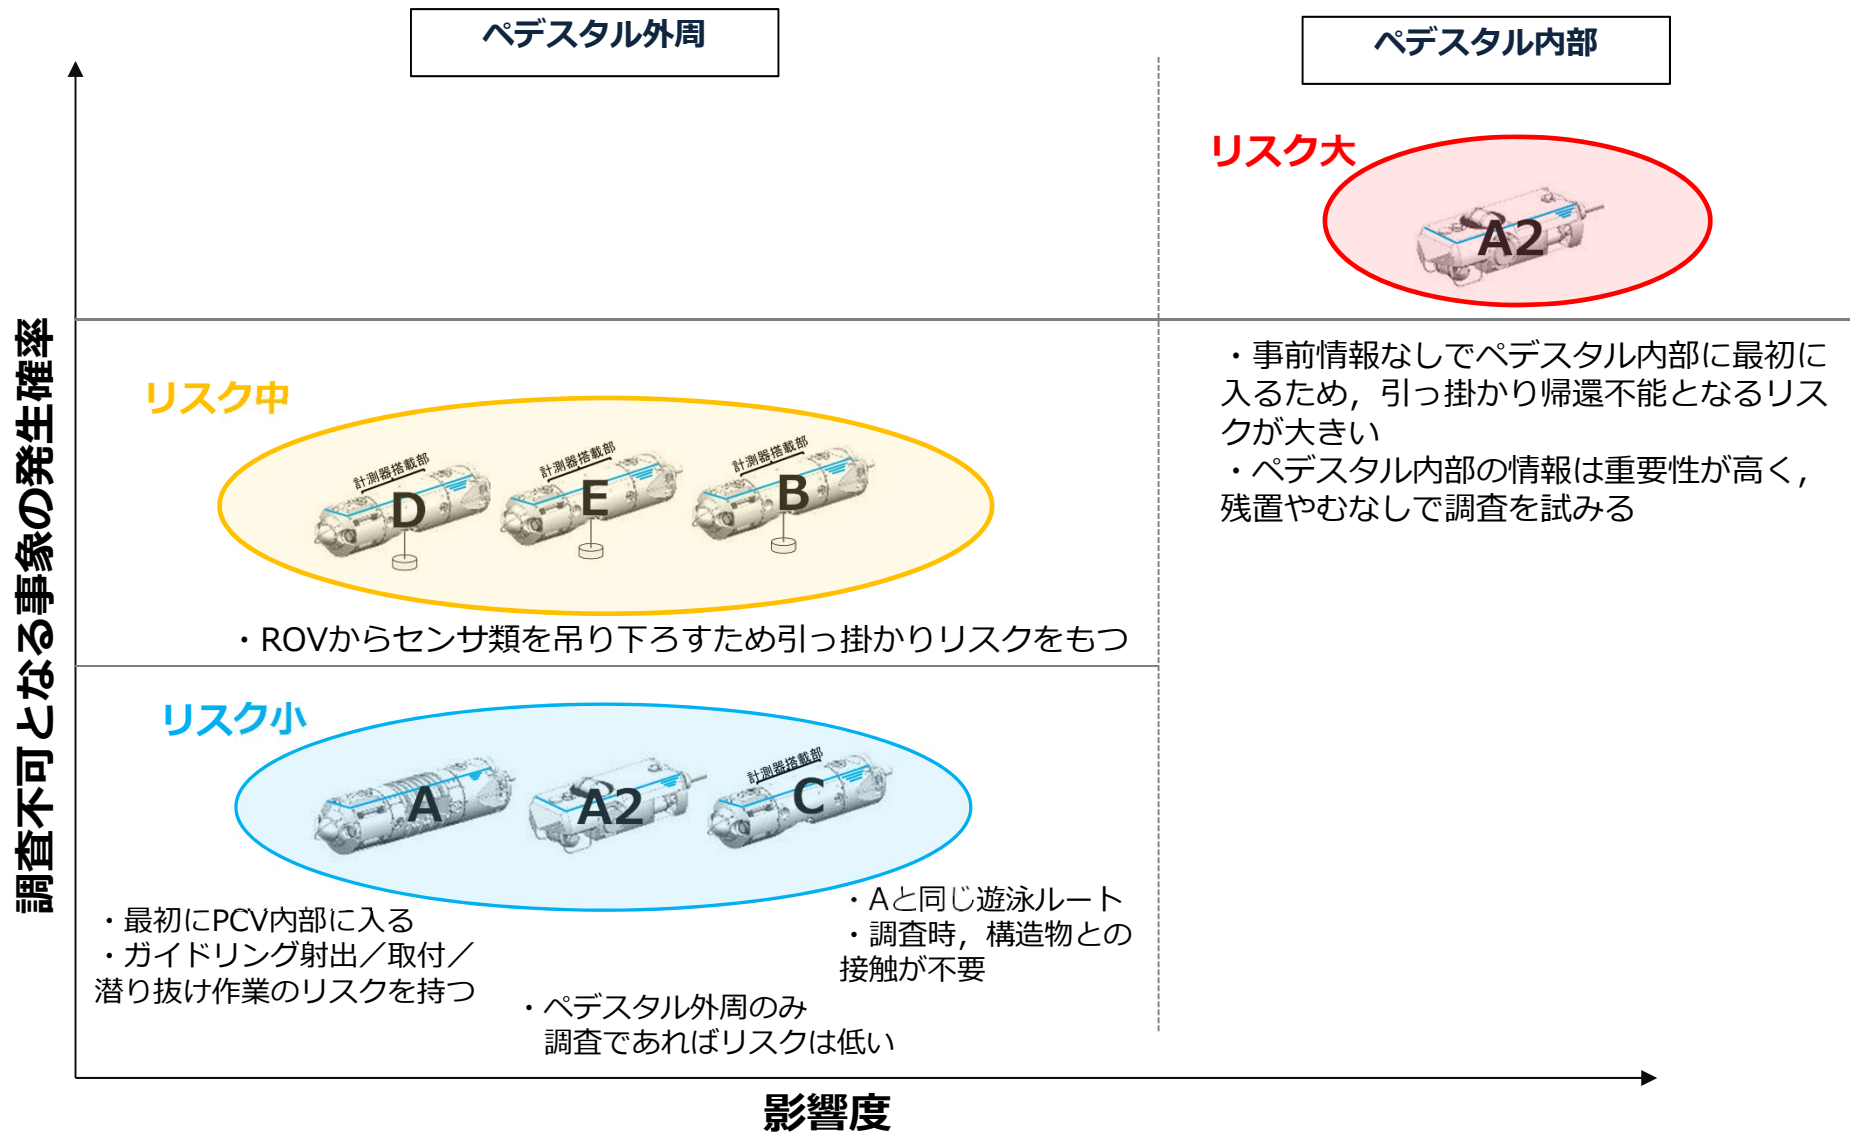 ペデスタル外周
ペデスタル内部
リスク大
A2
・事前情報なしでペデスタル内部に最初に
入るため，引っ掛かり帰還不能となるリス
クが大きい
・ペデスタル内部の情報は重要性が高く，
残置やむなしで調査を試みる
調査不可となる事象の発生確率
リスク中
計測器搭載部
D
計測器搭載部
E
計測器搭載部
B
・ROVからセンサ類を吊り下ろすため引っ掛かりリスクをもつ
リスク小
A
A2
計測器搭載部
C
・最初にPCV内部に入る
・ガイドリング射出／取付／
潜り抜け作業のリスクを持つ
・ペデスタル外周のみ
調査であればリスクは低い
・Aと同じ遊泳ルート
・調査時，構造物との
接触が不要
影響度